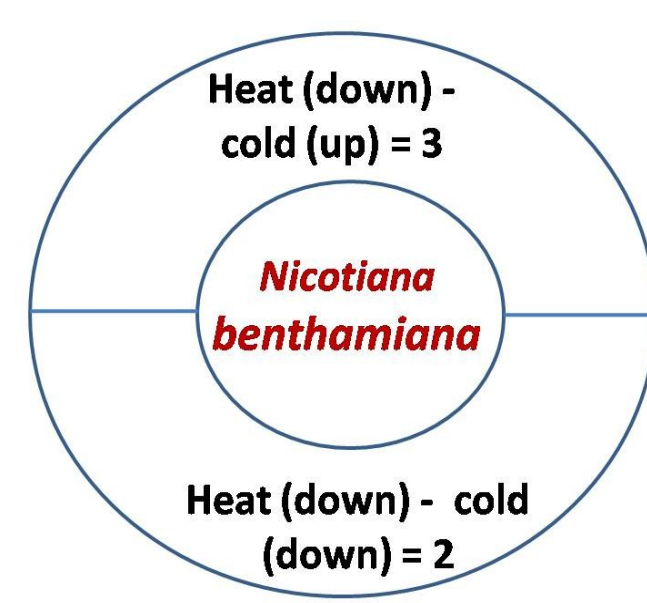 Heat (down) -
cold (up) = 3
Nicotiana
benthamiana
Heat (down) - cold
(down) = 2